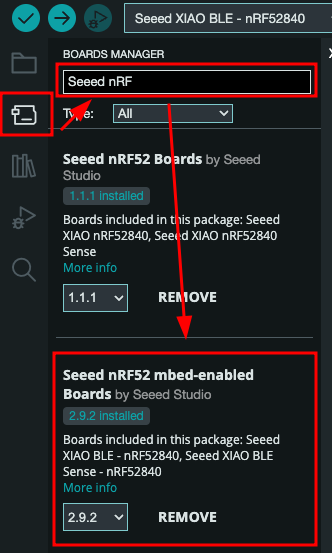 Seeed XIAO BLE - nRF52840
BOARDS MANAGER
Seeed nRF
Type:
All
Seeed nRF52 Boards by Seeed
Studio
1.1.1 installed
Boards included in this package: Seeed
XIAO nRF52840, Seeed XIAO nRF52840
Sense
More info
1.1.1
REMOVE
Seeed nRF52 mbed-enabled
Boards by Seeed Studio
2.9.2 installed
Boards included in this package: Seeed
XIAO BLE - nRF52840, Seeed XIAO BLE
Sense - nRF52840
More info
2.9.2
REMOVE